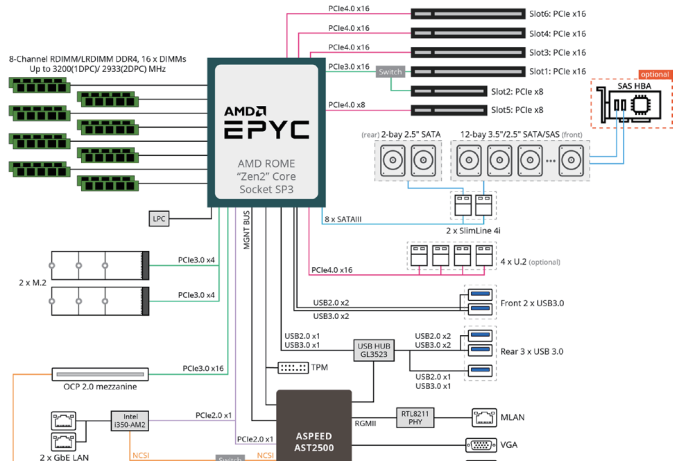 PCIe4.0 x16
Slot6: PCIe x16
PCIe4.0 x16
Slot4: PCIe x16
PCIe4.0 x16
Slot3: PCIe x16
PCIe3.0 x16
Switch
Slot1: PCIe x16
Slot2: PCIe x8
PCIe4.0 x8
Slot5: PCIe x8
optional
SAS HBA
8-Channel RDIMM/LRDIMM DDR4, 16 x DIMMs
Up to 3200(1DPC)/ 2933(2DPC) MHz
AMD
EPYC
AMD ROME
“Zen2” Core
Socket SP3
(rear) 2-bay 2.5" SATA
12-bay 3.5"/2.5" SATA/SAS (front)
8 x SATAIII
2 x SlimLine 4i
LPC
MGNT BUS
PCIe3.0 x4
2 x M.2
PCIe3.0 x4
PCIe4.0 x16
4 x U.2 (optional)
USB2.0 x2
USB3.0 x2
Front 2 x USB3.0
USB2.0 x1
USB3.0 x1
USB HUB
GL3523
USB2.0 x2
USB3.0 x2
USB2.0 x1
USB3.0 x1
Rear 3 x USB 3.0
TPM
PCIe3.0 x16
OCP 2.0 mezzanine
Intel
i350-AM2
PCIe2.0 x1
2 x GbE LAN
NCSI
Switch
NCSI
PCIe2.0 x1
ASPEED
AST2500
RGMII
RTL8211
PHY
MLAN
VGA